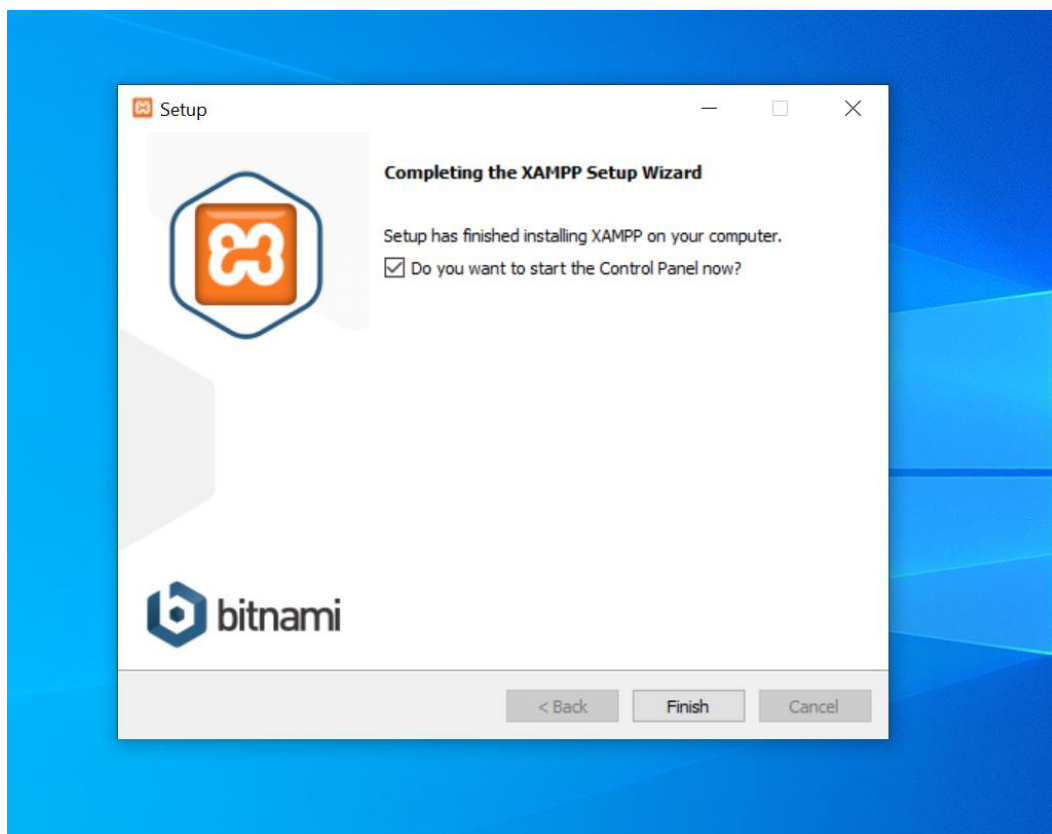 Setup
Completing the XAMPP Setup Wizard
Setup has finished installing XAMPP on your computer.
Do you want to start the Control Panel now?
bitnami
< Back
Finish
Cancel